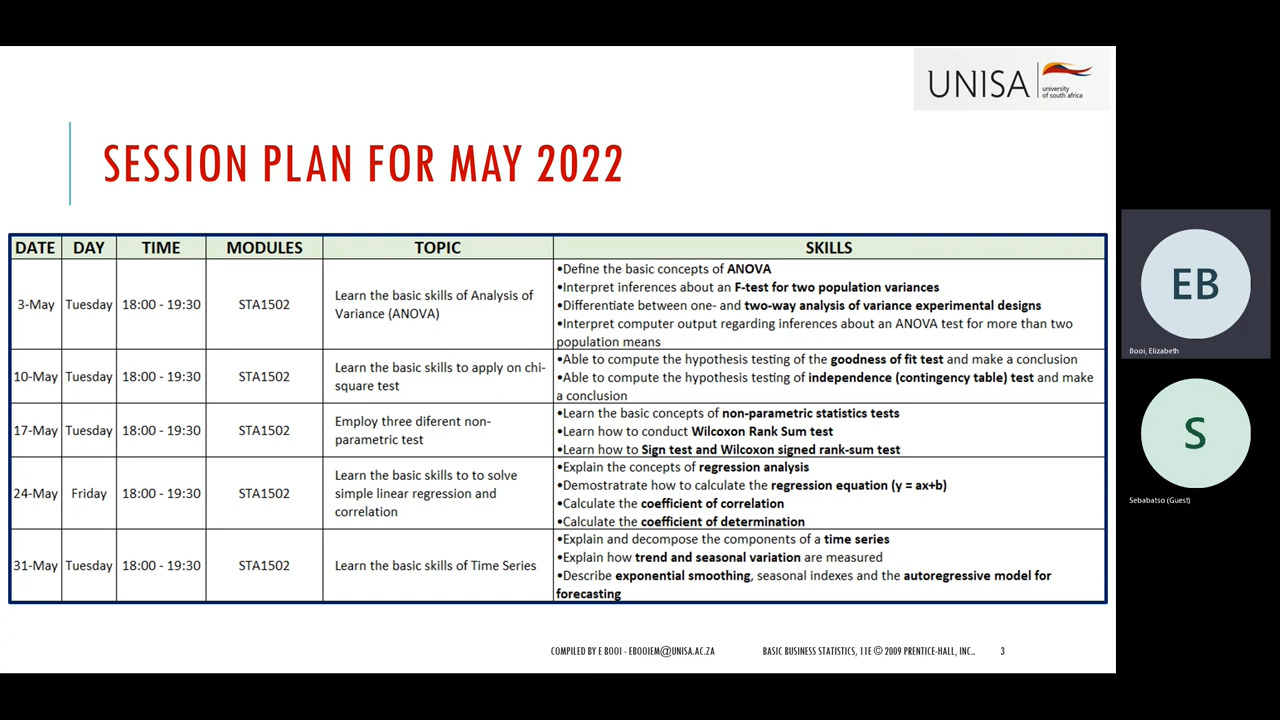 UNISA
university
of south africa
SESSION PLAN FOR MAY 2022
DATE DAY TIME MODULES TOPIC SKILLS
3-May Tuesday 18:00 - 19:30 STA1502
Learn the basic skills of Analysis of
Variance (ANOVA)
•Define the basic concepts of ANOVA
•Interpret inferences about an F-test for two population variances
•Differentiate between one- and two-way analysis of variance experimental designs
•Interpret computer output regarding inferences about an ANOVA test for more than two
population means
10-May Tuesday 18:00 - 19:30 STA1502
Learn the basic skills to apply on chi-
square test
•Able to compute the hypothesis testing of the goodness of fit test and make a conclusion
•Able to compute the hypothesis testing of independence (contingency table) test and make
a conclusion
17-May Tuesday 18:00 - 19:30 STA1502
Employ three diferent non-
parametric test
•Learn the basic concepts of non-parametric statistics tests
•Learn how to conduct Wilcoxon Rank Sum test
•Learn how to Sign test and Wilcoxon signed rank-sum test
24-May Friday 18:00 - 19:30 STA1502
Learn the basic skills to to solve
simple linear regression and
correlation
•Explain the concepts of regression analysis
•Demostratrate how to calculate the regression equation (y = ax+b)
•Calculate the coefficient of correlation
•Calculate the coefficient of determination
31-May Tuesday 18:00 - 19:30 STA1502
Learn the basic skills of Time Series
•Explain and decompose the components of a time series
•Explain how trend and seasonal variation are measured
•Describe exponential smoothing, seasonal indexes and the autoregressive model for
forecasting
COMPILED BY E BOOI - EBOOIEM@UNISA.AC.ZA BASIC BUSINESS STATISTICS, 11E © 2009 PRENTICE-HALL, INC.. 3
EB
Booi, Elizabeth
S
Sebabatso (Guest)